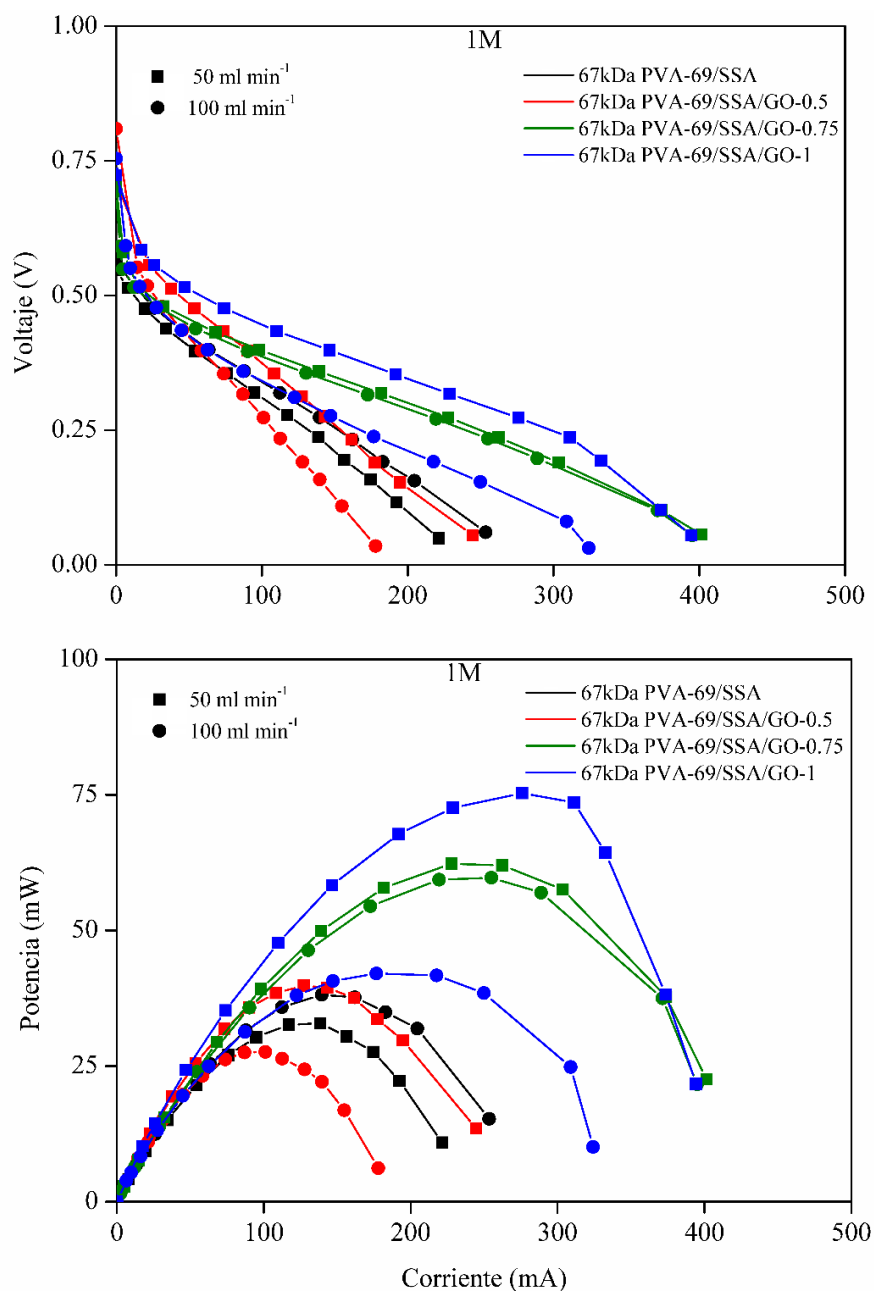 1M
50 ml min⁻¹
100 ml min⁻¹
67kDa PVA-69/SSA
67kDa PVA-69/SSA/GO-0.5
67kDa PVA-69/SSA/GO-0.75
67kDa PVA-69/SSA/GO-1
Voltaje (V)
1.00
0.75
0.50
0.25
0.00
0 100 200 300 400 500
1M
50 ml min⁻¹
100 ml min⁻¹
67kDa PVA-69/SSA
67kDa PVA-69/SSA/GO-0.5
67kDa PVA-69/SSA/GO-0.75
67kDa PVA-69/SSA/GO-1
Potencia (mW)
100
75
50
25
0
0 100 200 300 400 500
Corriente (mA)